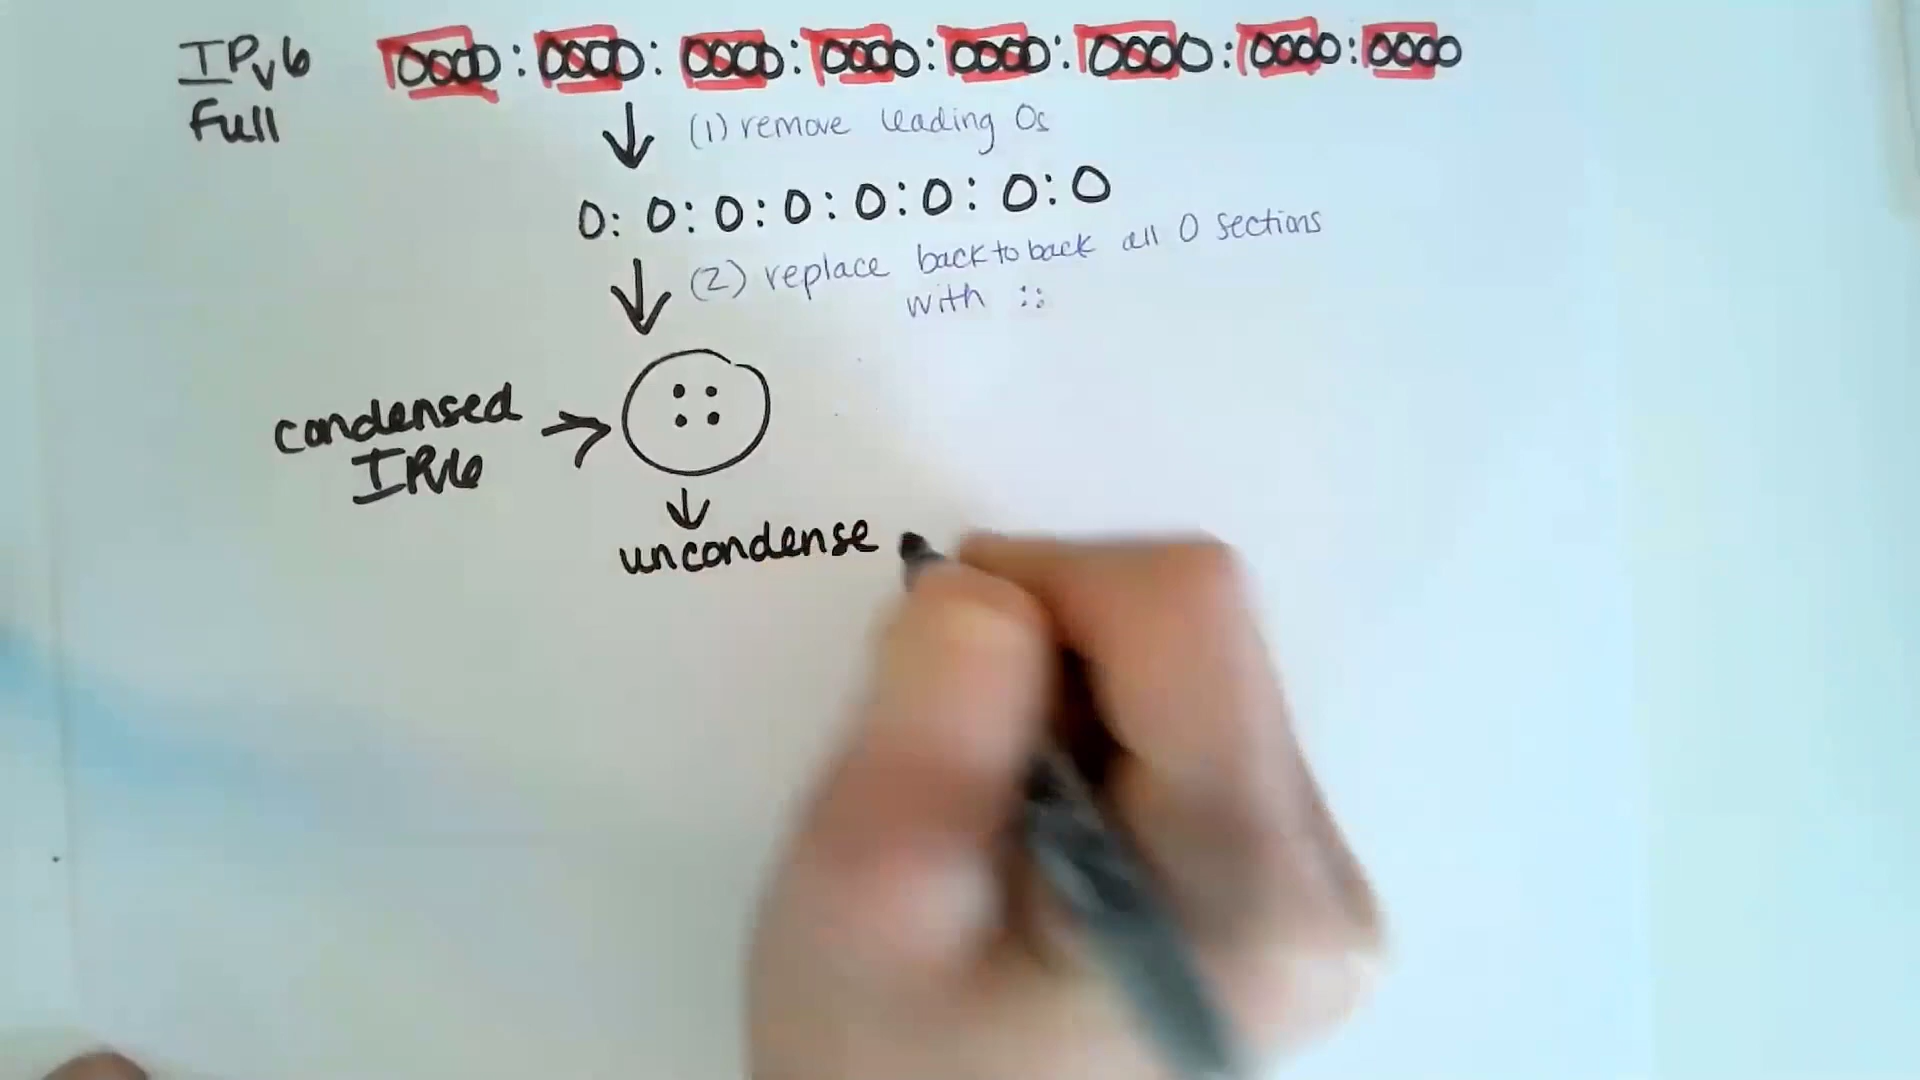 IPv6 0000:0000:0000:0000:0000:0000:0000:0000
Full
(1) remove leading 0s
0:0:0:0:0:0:0:0
(2) replace back to back all 0 sections
with ::
condensed
IPv6
::
uncondense